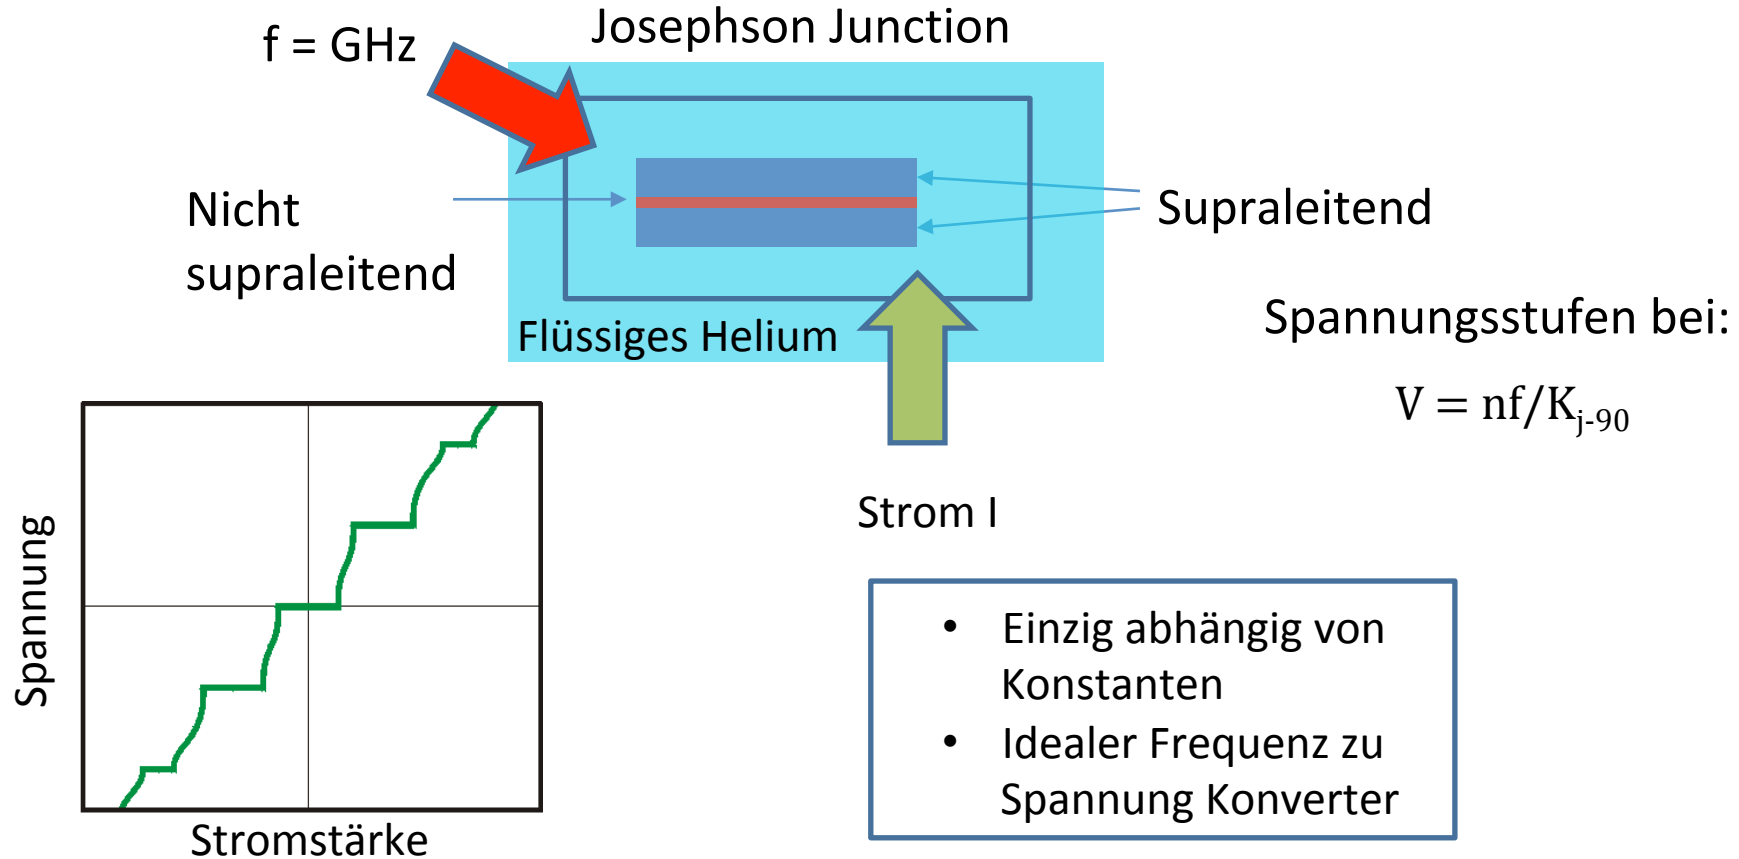 f = GHz
Josephson Junction
Nicht
supraleitend
Supraleitend
Flüssiges Helium
Spannungsstufen bei:
V = nf/K_{j-90}
Strom I
Spannung
Stromstärke
• Einzig abhängig von
Konstanten
• Idealer Frequenz zu
Spannung Konverter